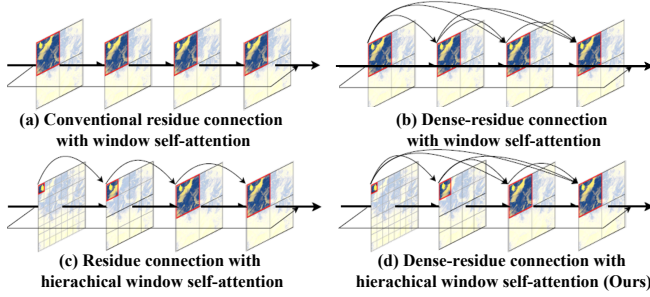 (a) Conventional residue connection
with window self-attention
(b) Dense-residue connection
with window self-attention
(c) Residue connection with
hierachical window self-attention
(d) Dense-residue connection with
hierachical window self-attention (Ours)